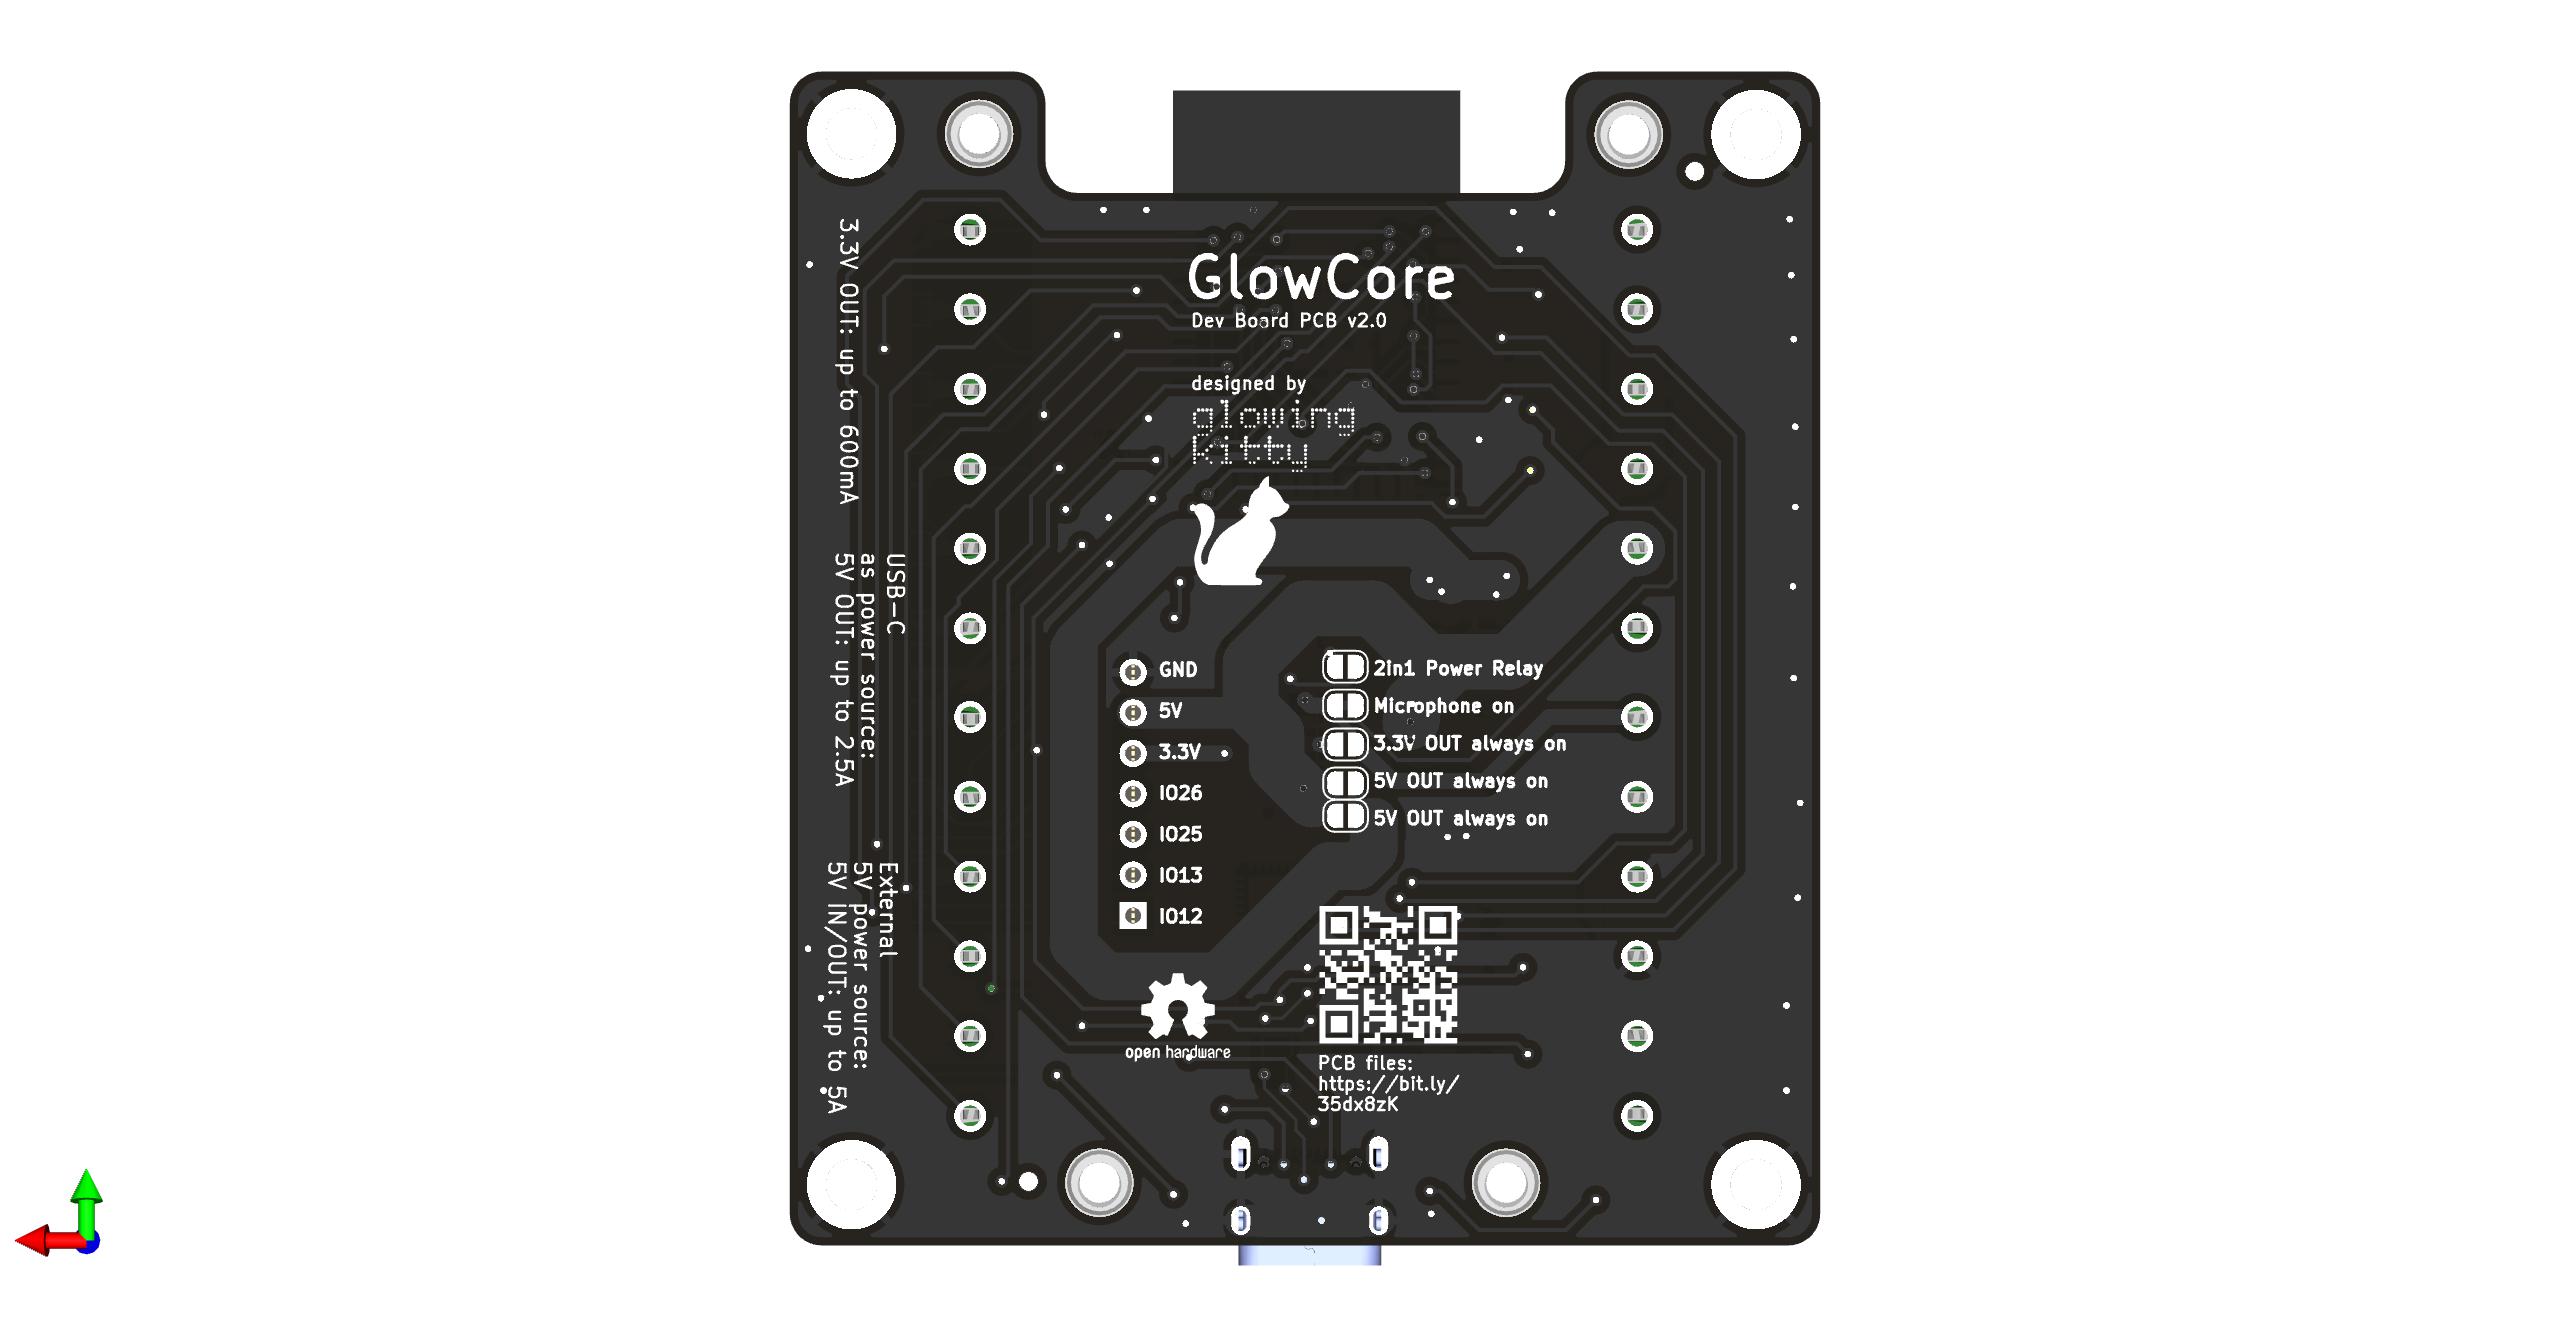 GlowCore
Dev Board PCB v2.0
designed by
glowing
kitty
3.3V OUT: up to 600mA
USB-C
as power source:
5V OUT: up to 2.5A
External
5V power source:
5V IN/OUT: up to 5A
GND
5V
3.3V
IO26
IO25
IO13
IO12
2in1 Power Relay
Microphone on
3.3V OUT always on
5V OUT always on
5V OUT always on
open hardware
PCB files:
https://bit.ly/
35dx8zK